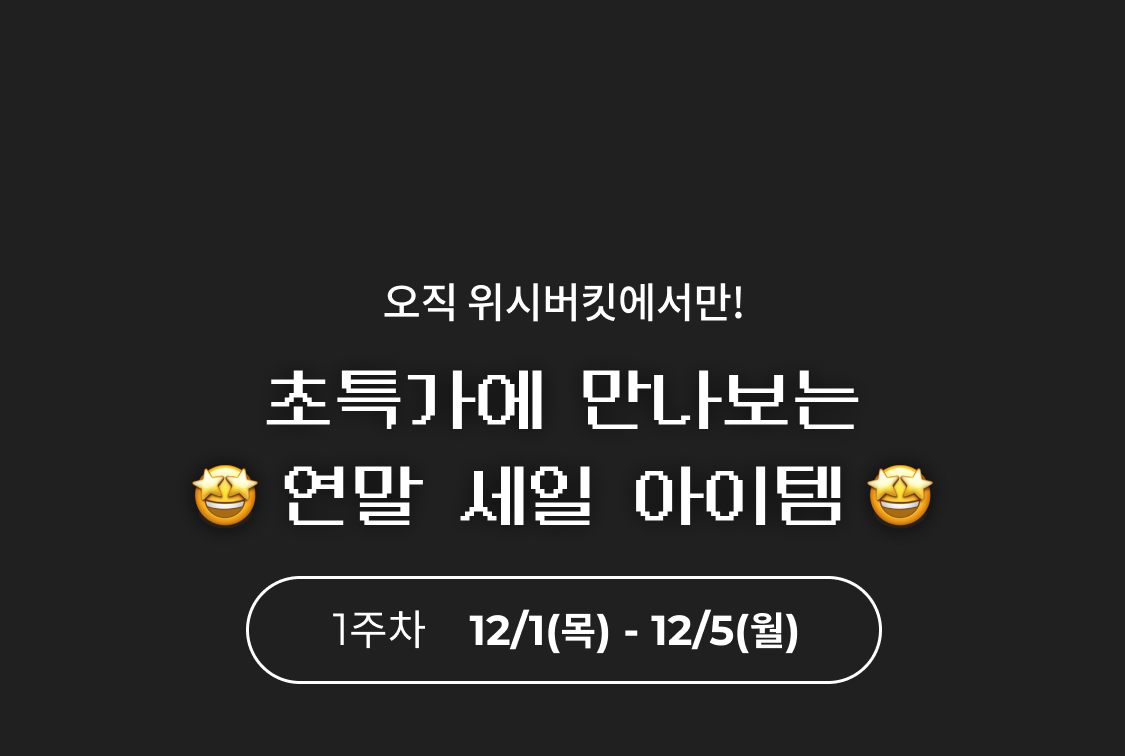 오직 위시버킷에서만!
초특가에 만나보는
🤩 연말 세일 아이템 🤩
1주차 12/1(목) - 12/5(월)